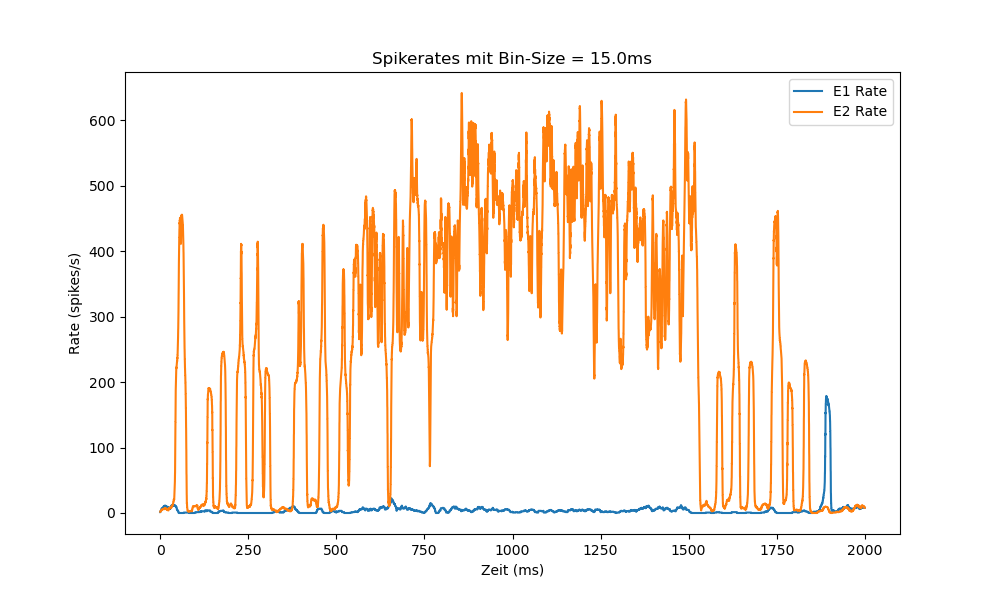 Spikerates mit Bin-Size = 15.0ms
E1 Rate
E2 Rate
600
500
400
300
200
100
0
Rate (spikes/s)
0 250 500 750 1000 1250 1500 1750 2000
Zeit (ms)